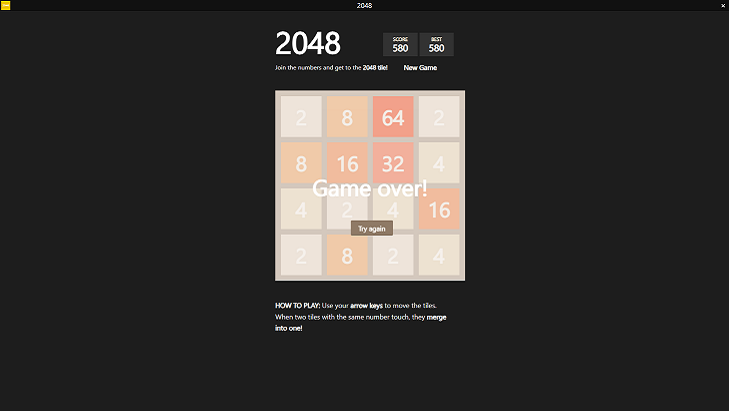 2048
2048
SCORE
580
BEST
580
Join the numbers and get to the 2048 tile!
New Game
2 8 64 2
8 16 32 4
Game over!
4 2 4 16
Try again
2 8 2 4
HOW TO PLAY: Use your arrow keys to move the tiles.
When two tiles with the same number touch, they merge
into one!